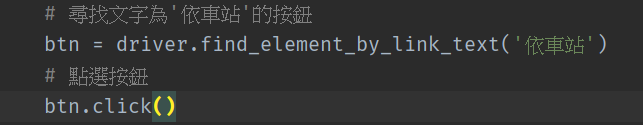 # 尋找文字為'依車站'的按鈕
btn = driver.find_element_by_link_text('依車站')
# 點選按鈕
btn.click()